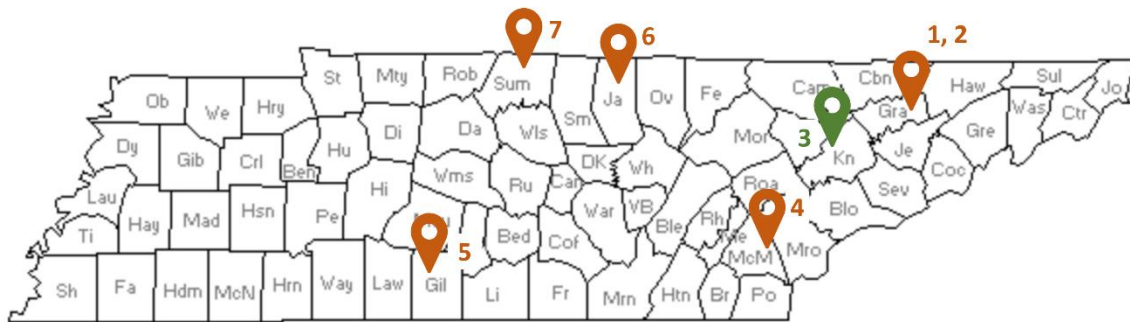 7
6
1, 2
St Mty Rob Sum Ja Ov Fe Cam Cbn Haw Sul Jo
Ob We Hry Di Da Wls Sm Mor Gra Gre Was Ctr
3
Dy Gib Crl Ben Hu Wms Ru Can DK Wh Kn Je Coc
Lau Hay Mad Hsn Pe Hi War VB Roa Blo Sev
4
Ti Bed Cof Ble Rh Me McM Mro
5
Sh Fa Hdm McN Hrn Way Law Gil Li Fr Mrn Htn Br Po